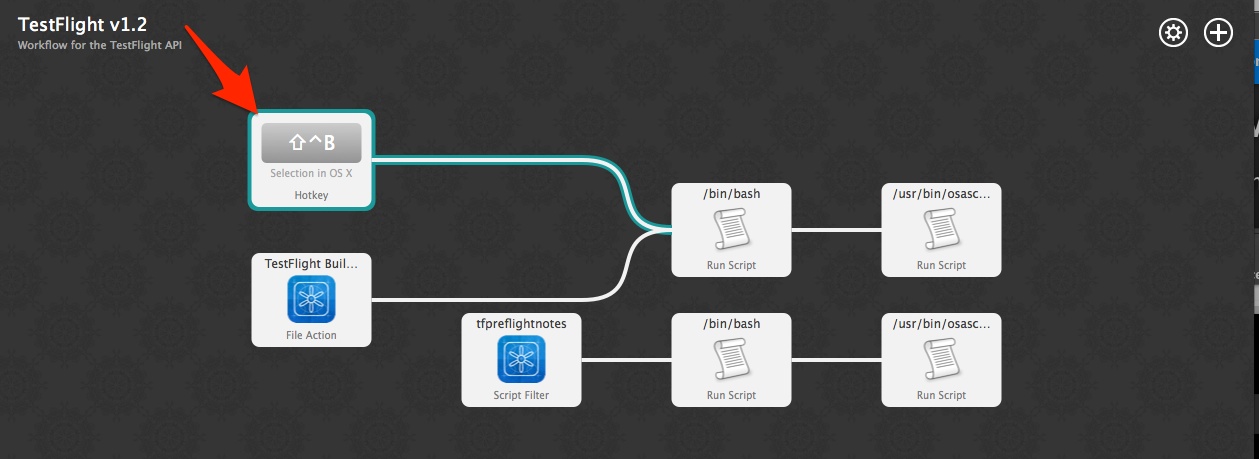 TestFlight v1.2
Workflow for the TestFlight API
⇧^B
Selection in OS X
Hotkey
/bin/bash
Run Script
/usr/bin/osasc...
Run Script
TestFlight Buil...
File Action
tfpreflightnotes
Script Filter
/bin/bash
Run Script
/usr/bin/osasc...
Run Script